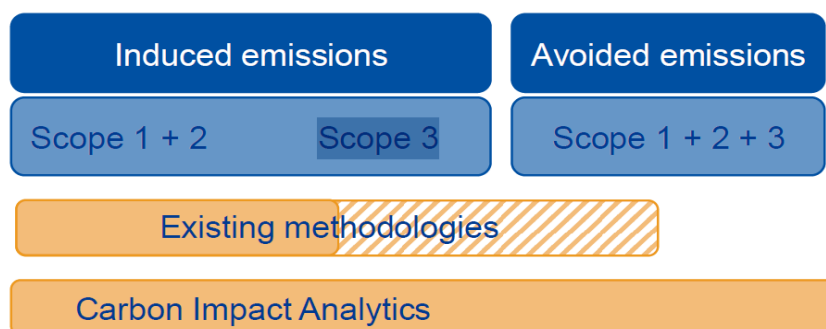 Induced emissions
Avoided emissions
Scope 1 + 2
Scope 3
Scope 1 + 2 + 3
Existing methodologies
Carbon Impact Analytics